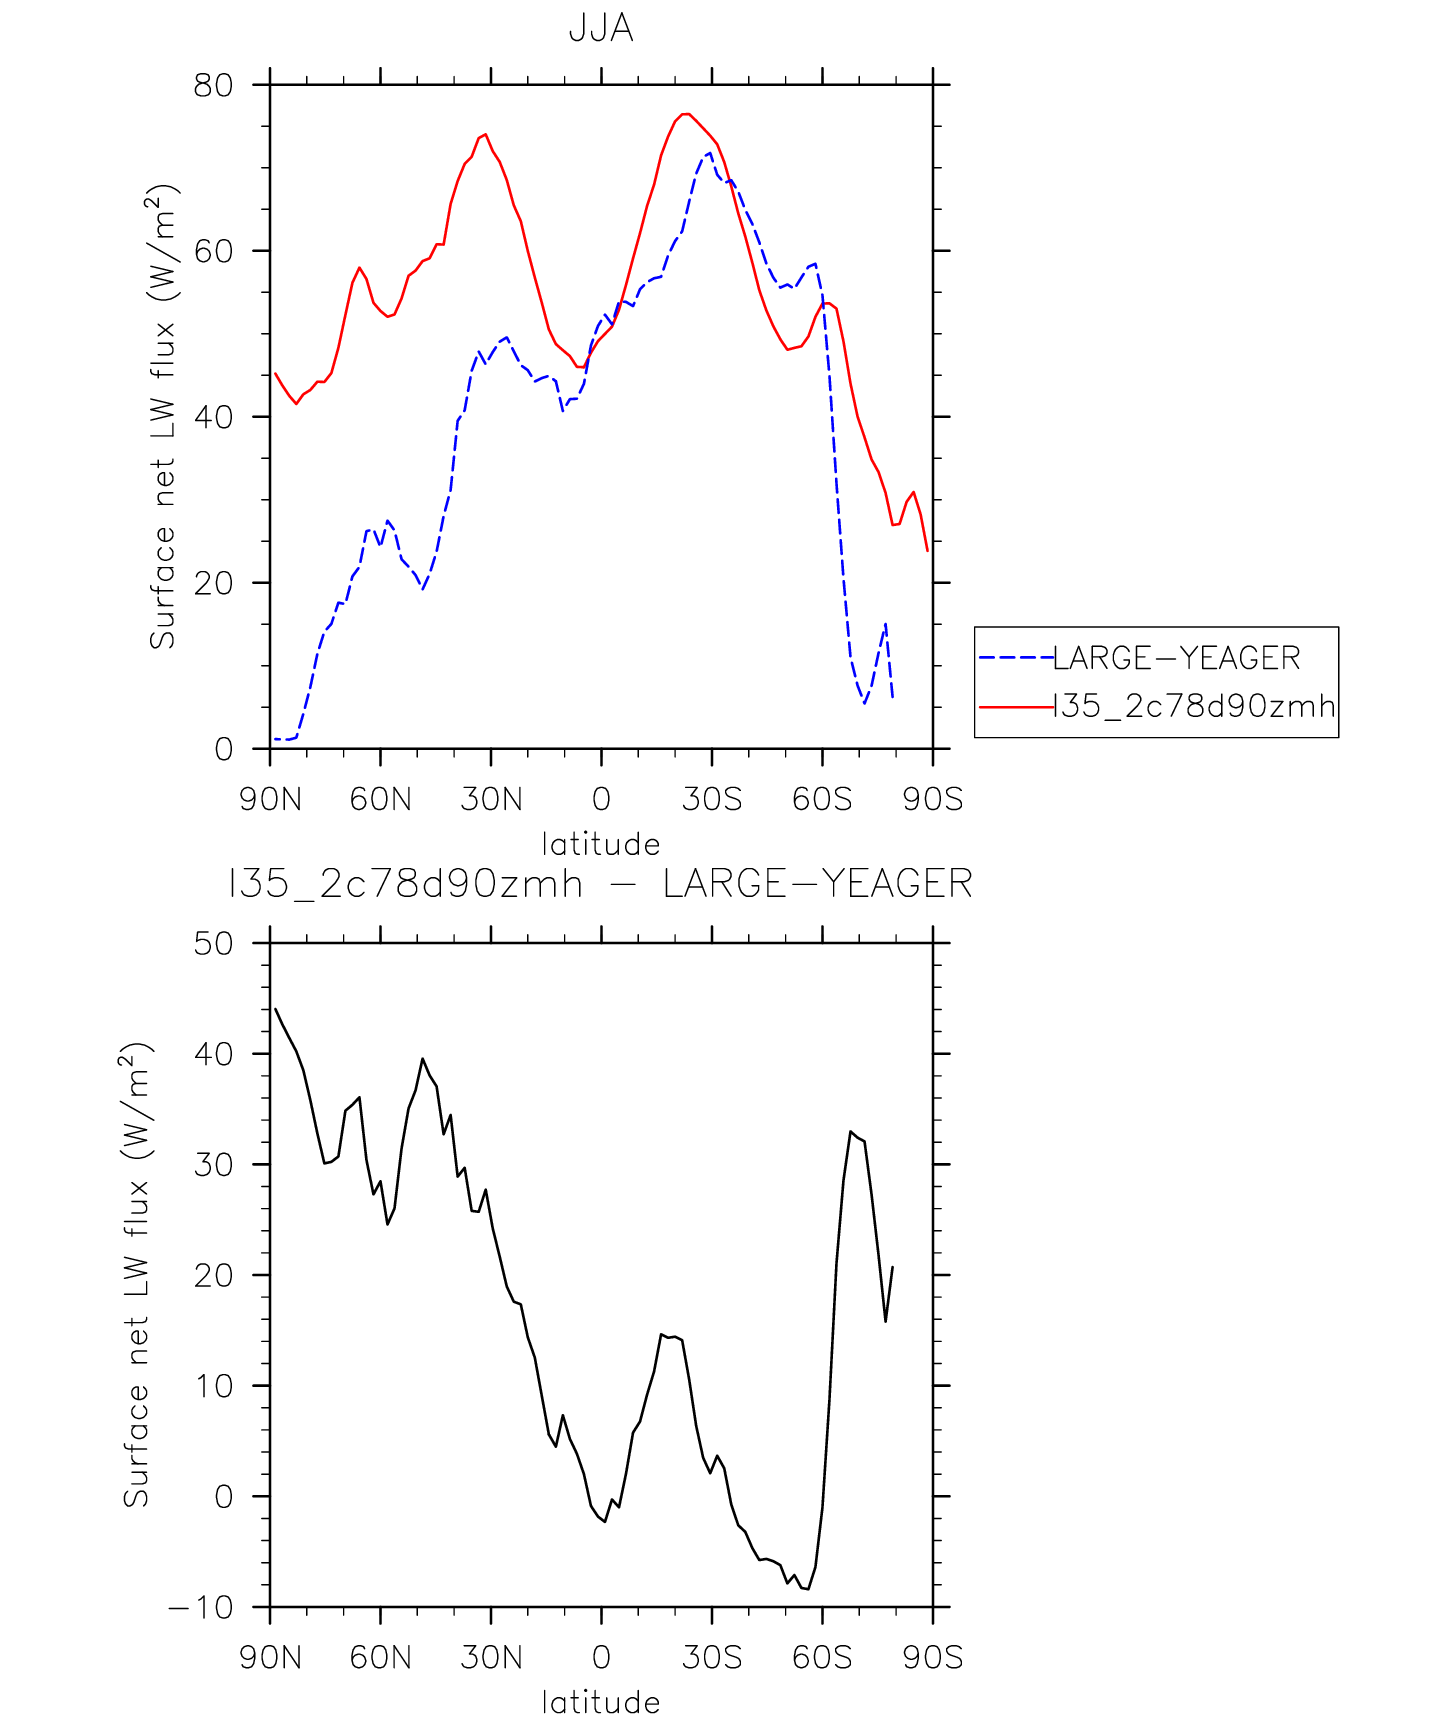 JJA
80
60
40
20
0
Surface net LW flux (W/m²)
90N 60N 30N 0 30S 60S 90S
latitude
LARGE-YEAGER
I35_2c78d90zmh
I35_2c78d90zmh - LARGE-YEAGER
50
40
30
20
10
0
-10
Surface net LW flux (W/m²)
90N 60N 30N 0 30S 60S 90S
latitude